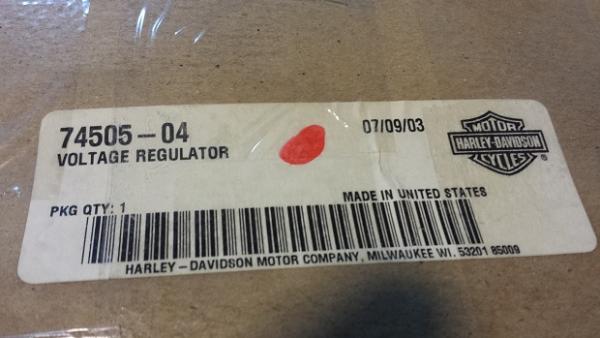 74505-04
VOLTAGE REGULATOR
07/09/03
MOTOR
HARLEY-DAVIDSON
CYCLES®
PKG QTY: 1
MADE IN UNITED STATES
HARLEY-DAVIDSON MOTOR COMPANY, MILWAUKEE WI. 53201 85009